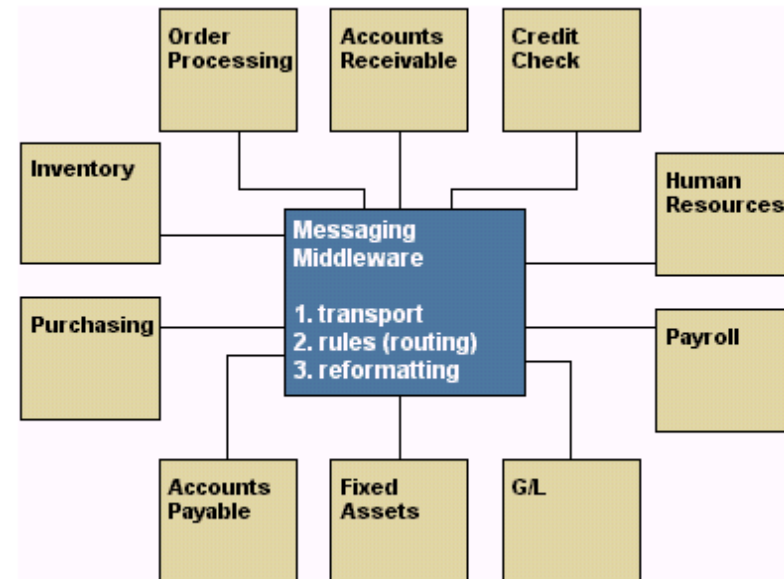 Order
Processing
Accounts
Receivable
Credit
Check
Inventory
Human
Resources
Messaging
Middleware
1. transport
2. rules (routing)
3. reformatting
Purchasing
Payroll
Accounts
Payable
Fixed
Assets
G/L